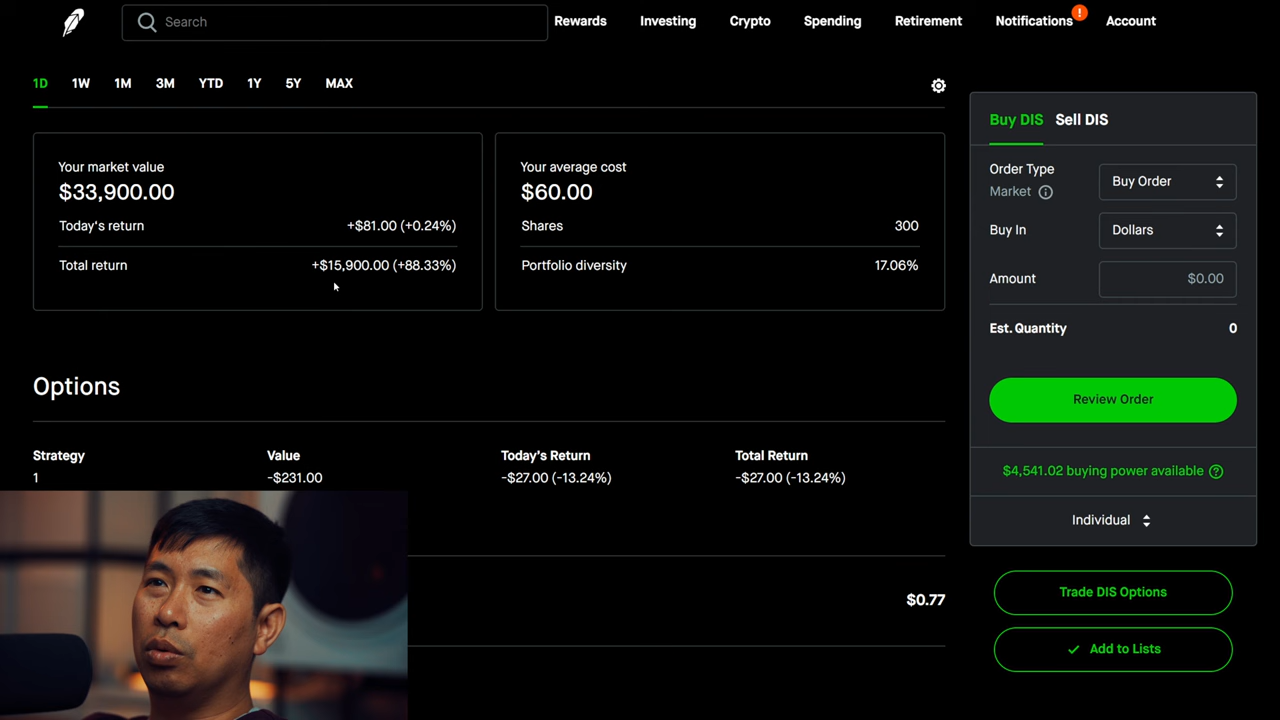 Search
Rewards Investing Crypto Spending Retirement Notifications ! Account
1D 1W 1M 3M YTD 1Y 5Y MAX
Your market value
$33,900.00
Today's return +$81.00 (+0.24%)
Total return +$15,900.00 (+88.33%)
Your average cost
$60.00
Shares 300
Portfolio diversity 17.06%
Buy DIS Sell DIS
Order Type
Market
Buy Order
Buy In Dollars
Amount $0.00
Est. Quantity 0
Review Order
$4,541.02 buying power available ?
Individual
Trade DIS Options
Add to Lists
Options
Strategy Value Today's Return Total Return
1 -$231.00 -$27.00 (-13.24%) -$27.00 (-13.24%)
$0.77